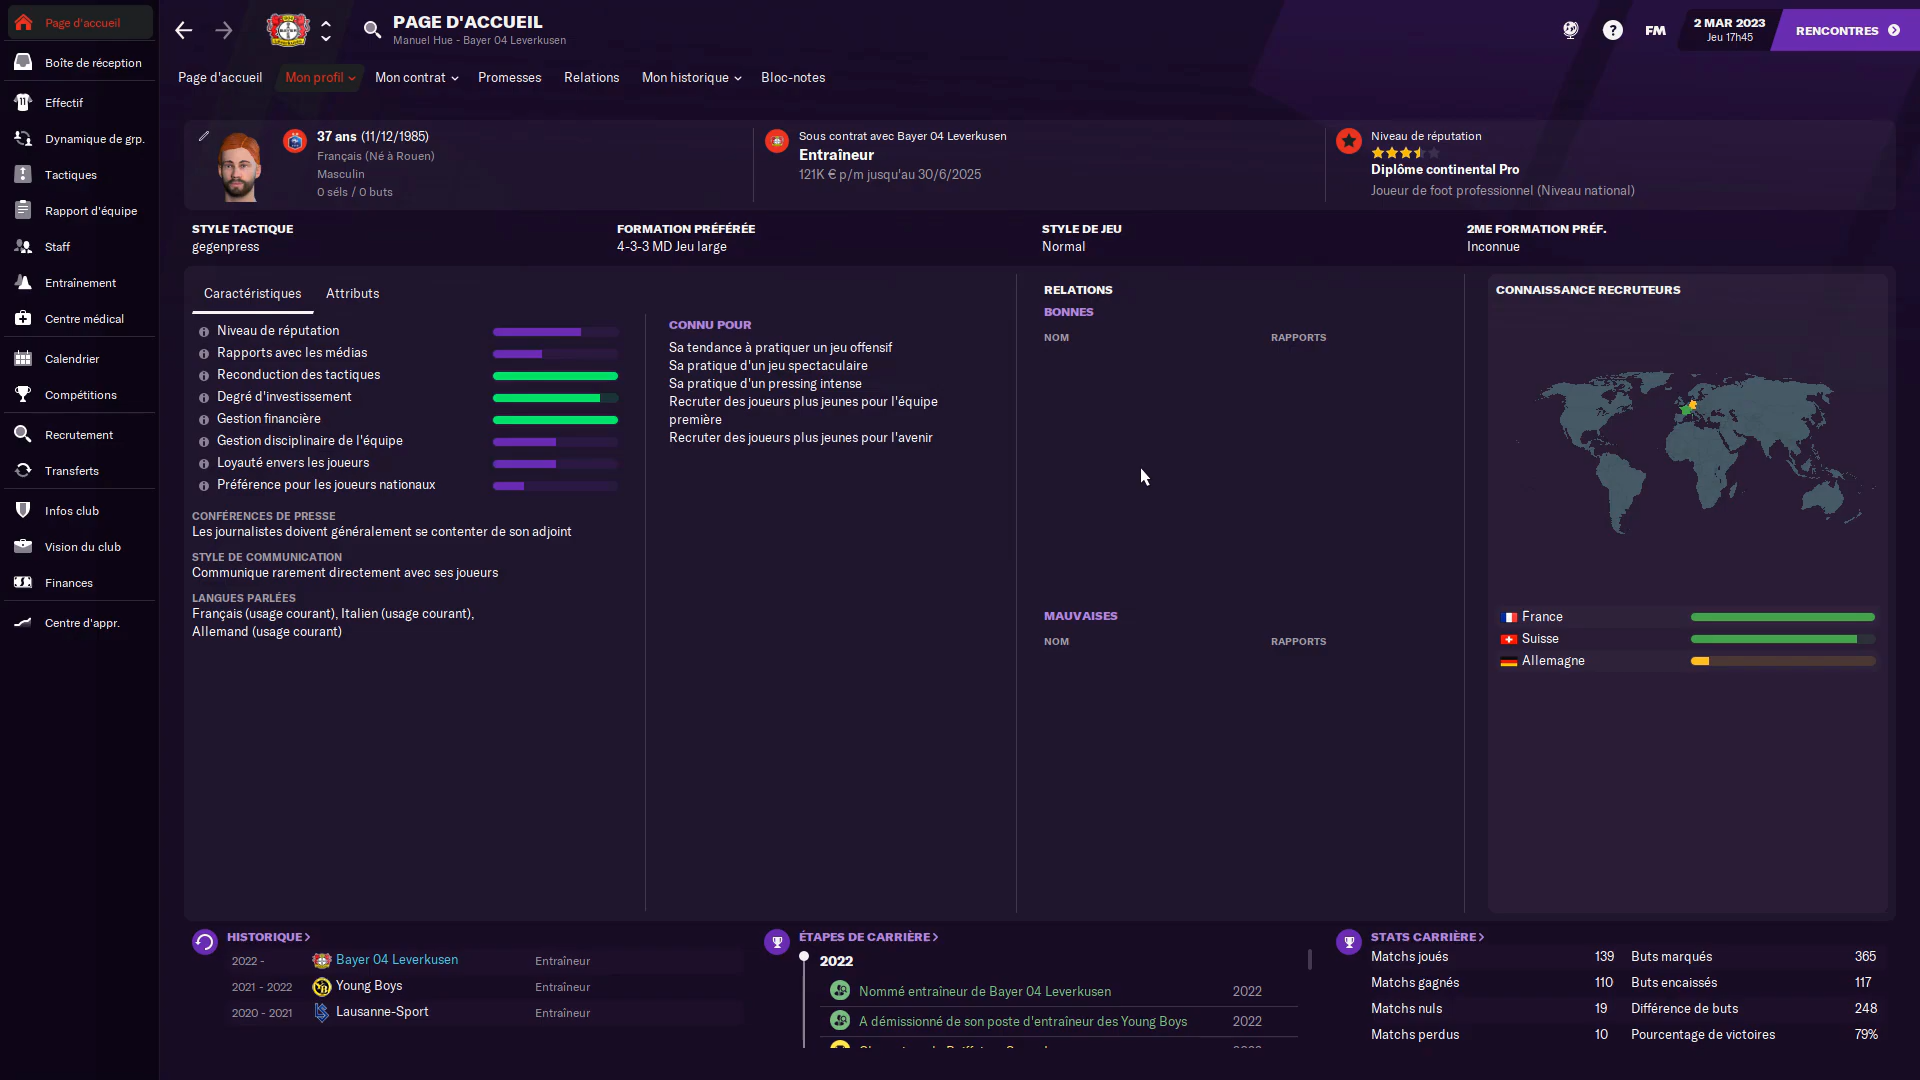 Page d'accueil
Boîte de réception
Effectif
Dynamique de grp.
Tactiques
Rapport d'équipe
Staff
Entraînement
Centre médical
Calendrier
Compétitions
Recrutement
Transferts
Infos club
Vision du club
Finances
Centre d'appr.
PAGE D'ACCUEIL
Manuel Hue - Bayer 04 Leverkusen
FM
2 MAR 2023
Jeu 17h45
RENCONTRES
Page d'accueil Mon profil Mon contrat Promesses Relations Mon historique Bloc-notes
37 ans (11/12/1985)
Français (Né à Rouen)
Masculin
0 séls / 0 buts
Sous contrat avec Bayer 04 Leverkusen
Entraîneur
121K € p/m jusqu'au 30/6/2025
Niveau de réputation
Diplôme continental Pro
Joueur de foot professionnel (Niveau national)
STYLE TACTIQUE
gegenpress
FORMATION PRÉFÉRÉE
4-3-3 MD Jeu large
STYLE DE JEU
Normal
2ME FORMATION PRÉF.
Inconnue
Caractéristiques Attributs
Niveau de réputation
Rapports avec les médias
Reconduction des tactiques
Degré d'investissement
Gestion financière
Gestion disciplinaire de l'équipe
Loyauté envers les joueurs
Préférence pour les joueurs nationaux
CONFÉRENCES DE PRESSE
Les journalistes doivent généralement se contenter de son adjoint
STYLE DE COMMUNICATION
Communique rarement directement avec ses joueurs
LANGUES PARLÉES
Français (usage courant), Italien (usage courant),
Allemand (usage courant)
CONNU POUR
Sa tendance à pratiquer un jeu offensif
Sa pratique d'un jeu spectaculaire
Sa pratique d'un pressing intense
Recruter des joueurs plus jeunes pour l'équipe
première
Recruter des joueurs plus jeunes pour l'avenir
RELATIONS
BONNES
NOM RAPPORTS
MAUVAISES
NOM RAPPORTS
CONNAISSANCE RECRUTEURS
France
Suisse
Allemagne
HISTORIQUE
2022 - Bayer 04 Leverkusen Entraîneur
2021 - 2022 Young Boys Entraîneur
2020 - 2021 Lausanne-Sport Entraîneur
ÉTAPES DE CARRIÈRE
2022
Nommé entraîneur de Bayer 04 Leverkusen 2022
A démissionné de son poste d'entraîneur des Young Boys 2022
STATS CARRIÈRE
Matchs joués 139 Buts marqués 365
Matchs gagnés 110 Buts encaissés 117
Matchs nuls 19 Différence de buts 248
Matchs perdus 10 Pourcentage de victoires 79%